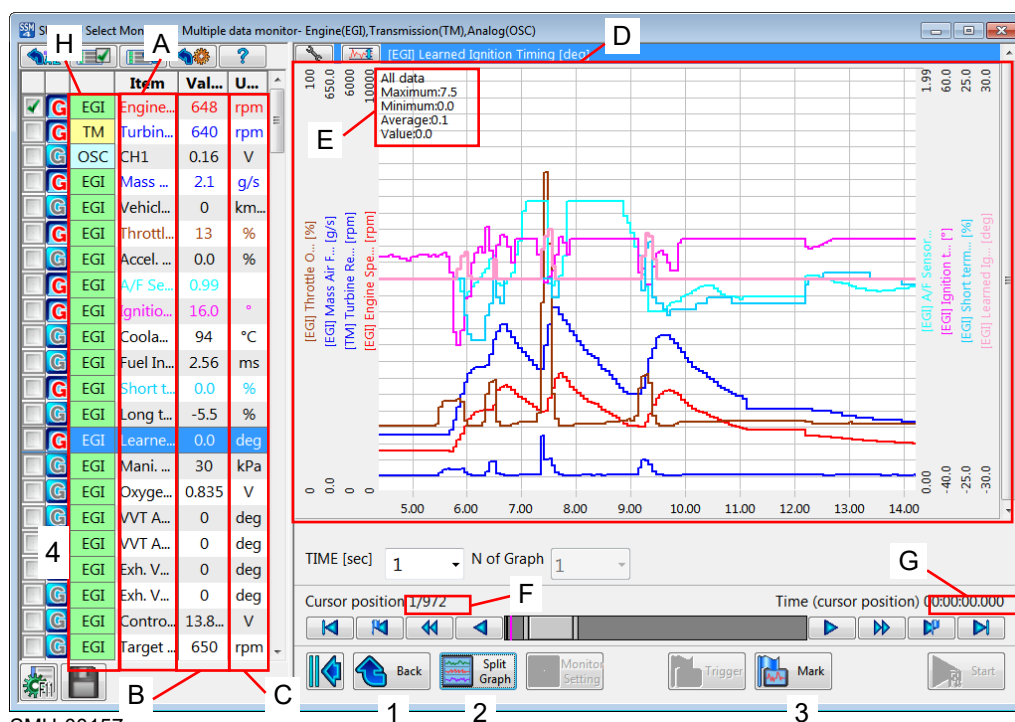 Select Mon
Multiple data monitor- Engine(EGI),Transmission(TM),Analog(OSC)
H
A
D
?
[EGI] Learned Ignition Timing [deg]
Item Val... U...
G EGI Engine... 648 rpm
G TM Turbin... 640 rpm
G OSC CH1 0.16 V
G EGI Mass ... 2.1 g/s
G EGI Vehicl... 0 km...
G EGI Throttl... 13 %
G EGI Accel. ... 0.0 %
G EGI A/F Se... 0.99
G EGI Ignitio... 16.0 °
G EGI Coola... 94 °C
G EGI Fuel In... 2.56 ms
G EGI Short t... 0.0 %
G EGI Long t... -5.5 %
G EGI Learne... 0.0 deg
G EGI Mani. ... 30 kPa
G EGI Oxyge... 0.835 V
G EGI VVT A... 0 deg
4 EGI VVT A... 0 deg
G EGI Exh. V... 0 deg
G EGI Exh. V... 0 deg
G EGI Contro... 13.8... V
G EGI Target ... 650 rpm
B
C
E
All data
Maximum:7.5
Minimum:0.0
Average:0.1
Value:0.0
100 650.0 6000 10000
[EGI] Throttle O... [%]
[EGI] Mass Air F... [g/s]
[TM] Turbine Re... [rpm]
[EGI] Engine Spe... [rpm]
0 0.0 0 0
1.99 60.0 25.0 30.0
[EGI] A/F Sensor...
[EGI] Ignition t... [°]
[EGI] Short term... [%]
[EGI] Learned Ig... [deg]
0.00 -40.0 -25.0 -30.0
5.00 6.00 7.00 8.00 9.00 10.00 11.00 12.00 13.00 14.00
TIME [sec] 1 N of Graph 1
F
G
Cursor position 1/972 Time (cursor position) 00:00:00.000
F11
Back
Split Graph
Monitor Setting
Trigger
Mark
Start
1
2
3